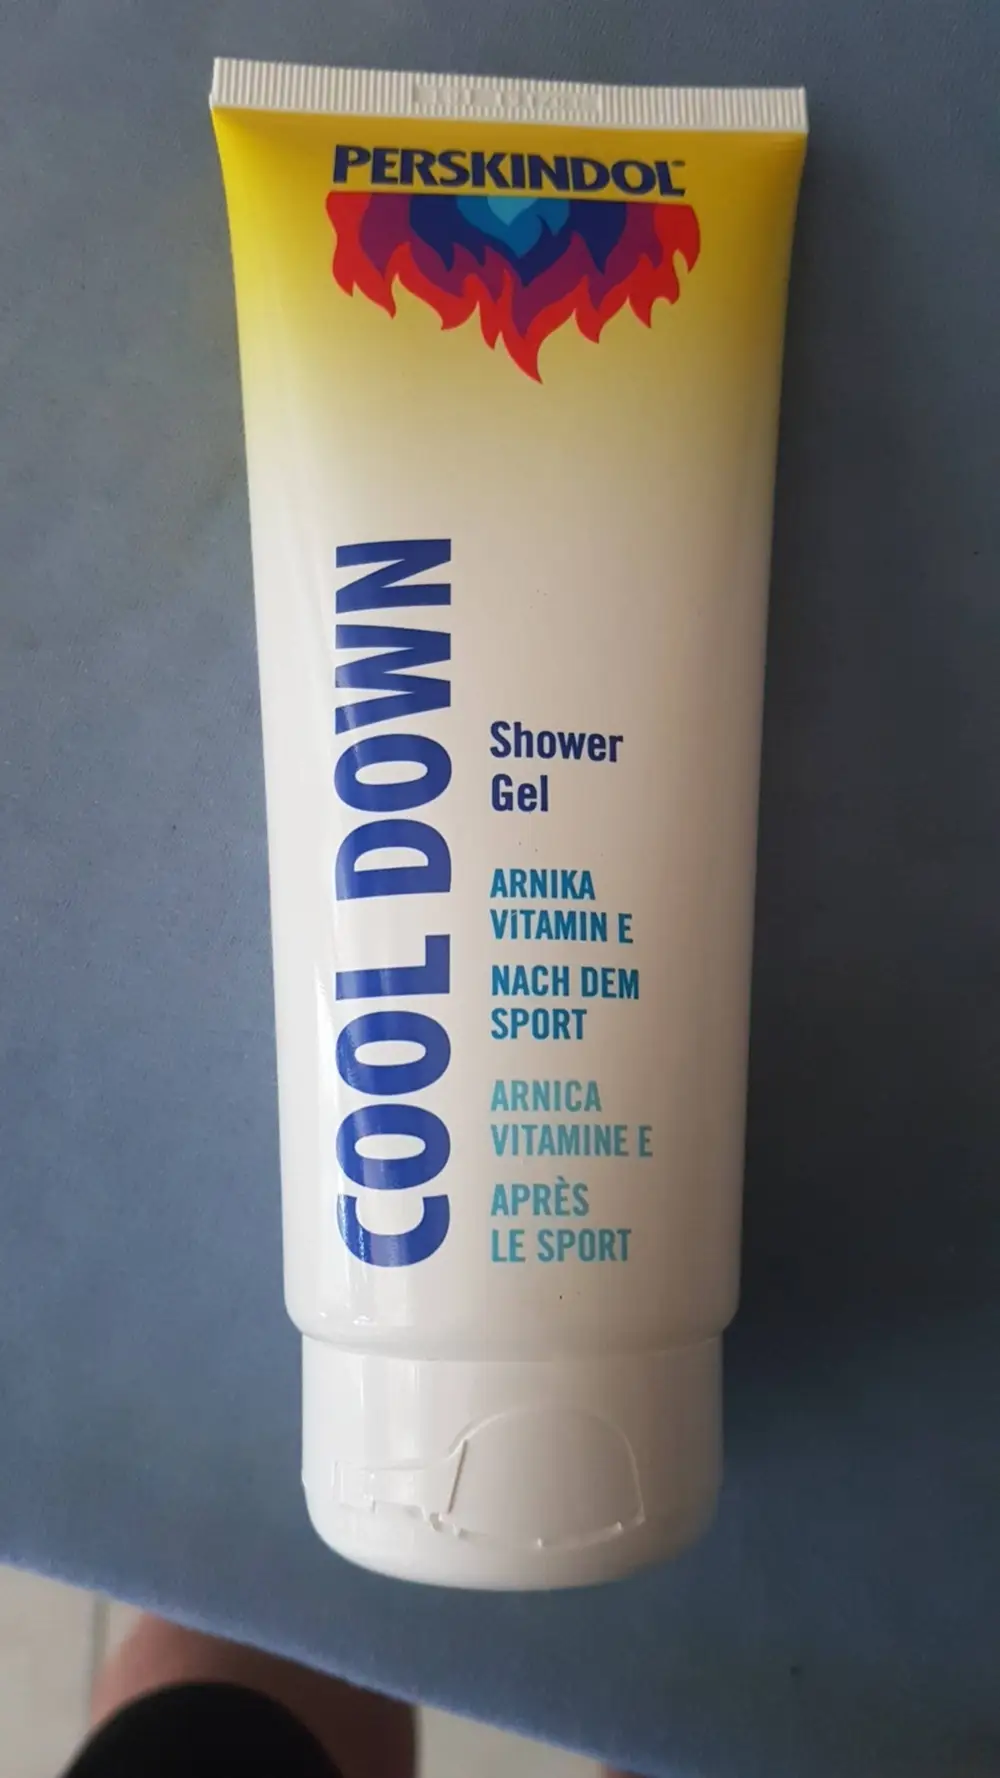 PERSKINDOL
COOL DOWN
Shower
Gel
ARNIKA
VITAMIN E
NACH DEM
SPORT
ARNICA
VITAMINE E
APRÈS
LE SPORT